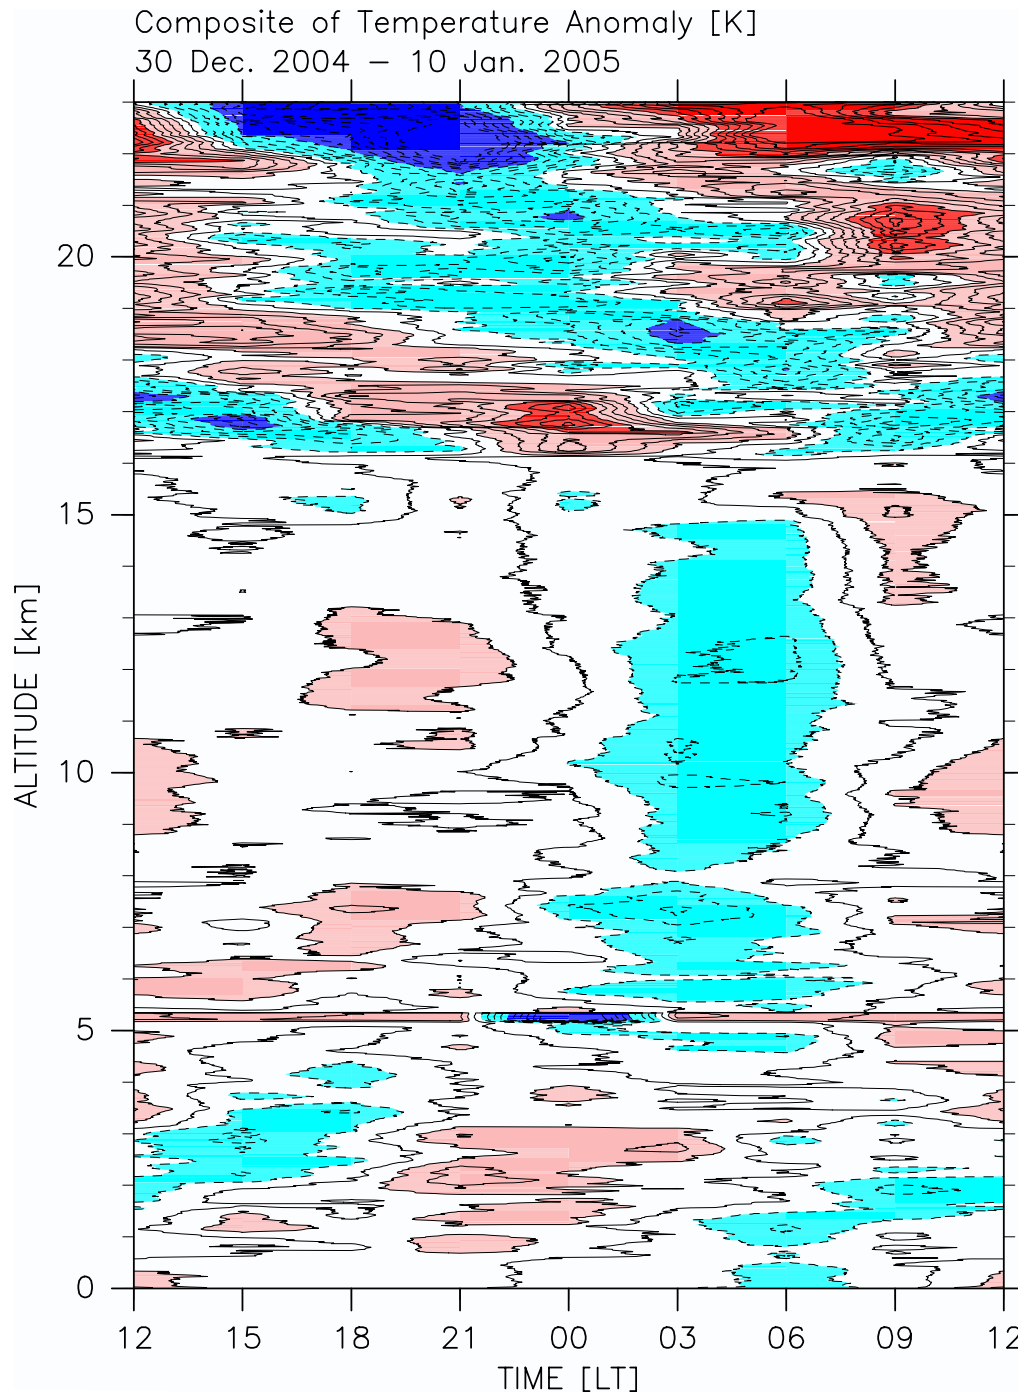 Composite of Temperature Anomaly [K]
30 Dec. 2004 – 10 Jan. 2005
20
15
10
5
0
ALTITUDE [km]
12 15 18 21 00 03 06 09 12
TIME [LT]